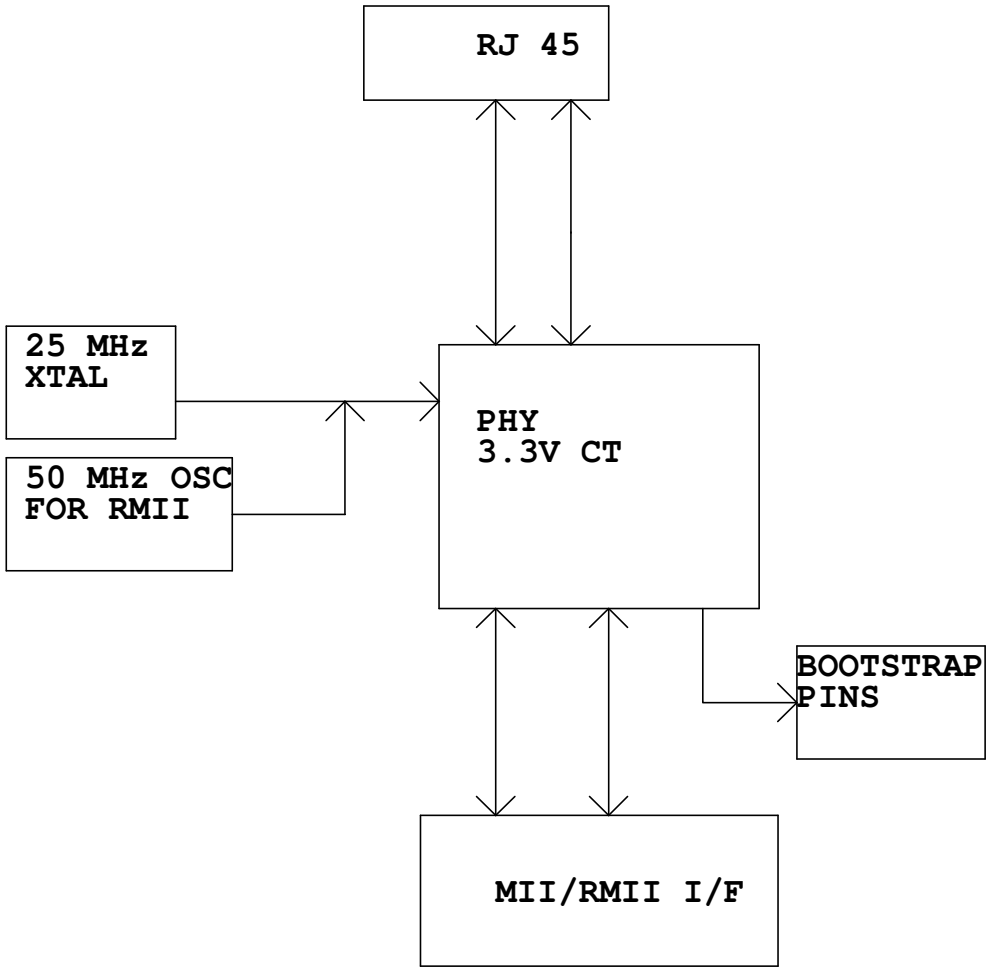 RJ 45
25 MHz
XTAL
50 MHz OSC
FOR RMII
PHY
3.3V CT
BOOTSTRAP
PINS
MII/RMII I/F